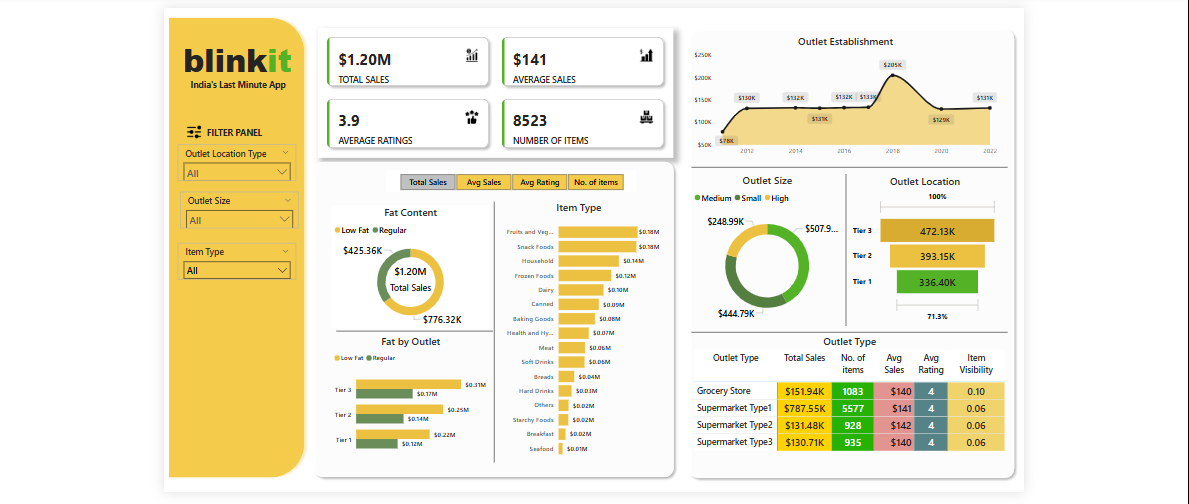 blinkit
India's Last Minute App
FILTER PANEL
Outlet Location Type
All
Outlet Size
All
Item Type
All
$1.20M
TOTAL SALES
$141
AVERAGE SALES
3.9
AVERAGE RATINGS
8523
NUMBER OF ITEMS
Total Sales Avg Sales Avg Rating No. of items
Fat Content
Low Fat Regular
$425.36K
$1.20M
Total Sales
$776.32K
Fat by Outlet
Low Fat Regular
Tier 3 $0.31M
$0.17M
Tier 2 $0.25M
$0.14M
Tier 1 $0.22M
$0.12M
Item Type
Fruits and Veg... $0.18M
Snack Foods $0.18M
Household $0.14M
Frozen Foods $0.12M
Dairy $0.10M
Canned $0.09M
Baking Goods $0.08M
Health and Hy... $0.07M
Meat $0.06M
Soft Drinks $0.06M
Breads $0.04M
Hard Drinks $0.03M
Others $0.02M
Starchy Foods $0.02M
Breakfast $0.02M
Seafood $0.01M
Outlet Establishment
$250K
$200K
$150K
$100K
$50K
$78K
$130K
$132K
$131K
$132K
$133K
$205K
$129K
$131K
2012 2014 2016 2018 2020 2022
Outlet Size
Medium Small High
$248.99K
$507.9...
$444.79K
Outlet Location
100%
Tier 3 472.13K
Tier 2 393.15K
Tier 1 336.40K
71.3%
Outlet Type
Outlet Type Total Sales No. of items Avg Sales Avg Rating Item Visibility
Grocery Store $151.94K 1083 $140 4 0.10
Supermarket Type1 $787.55K 5577 $141 4 0.06
Supermarket Type2 $131.48K 928 $142 4 0.06
Supermarket Type3 $130.71K 935 $140 4 0.06